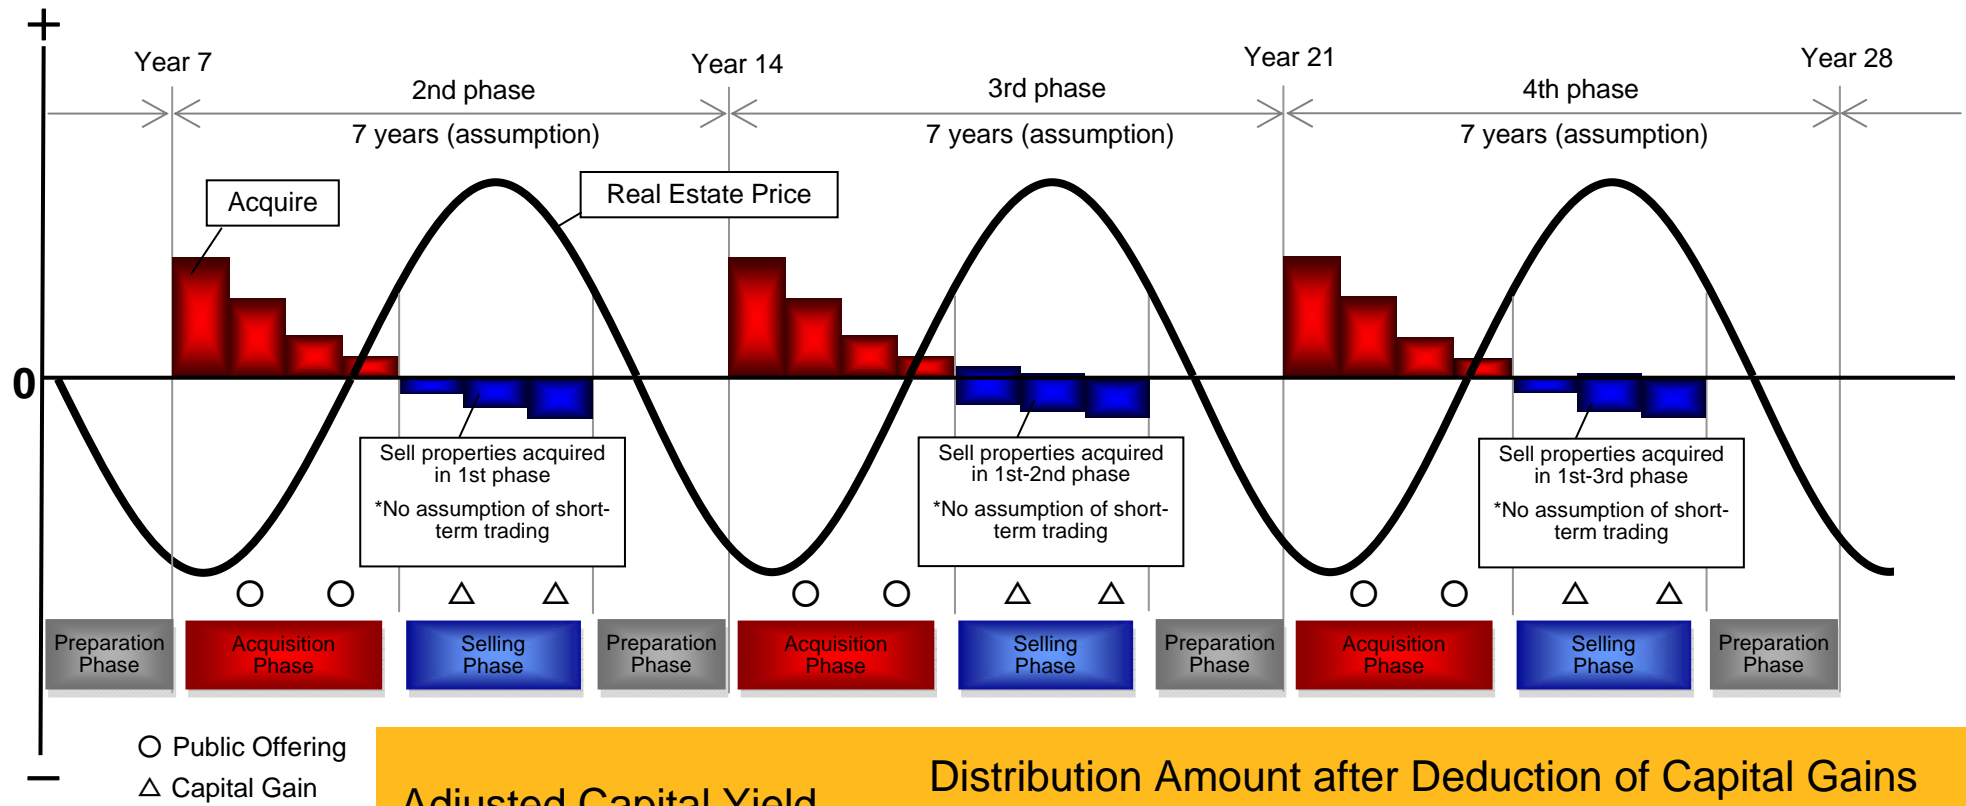 +
Year 7
Year 14
Year 21
Year 28
2nd phase
3rd phase
4th phase
7 years (assumption)
7 years (assumption)
7 years (assumption)
Acquire
Real Estate Price
0
Sell properties acquired
in 1st phase
*No assumption of short-
term trading
Sell properties acquired
in 1st-2nd phase
*No assumption of short-
term trading
Sell properties acquired
in 1st-3rd phase
*No assumption of short-
term trading
Preparation
Phase
Acquisition
Phase
Selling
Phase
Preparation
Phase
Acquisition
Phase
Selling
Phase
Preparation
Phase
Acquisition
Phase
Selling
Phase
Preparation
Phase
○ Public Offering
△ Capital Gain
−
Distribution Amount after Deduction of Capital Gains
Adjusted Capital Yield